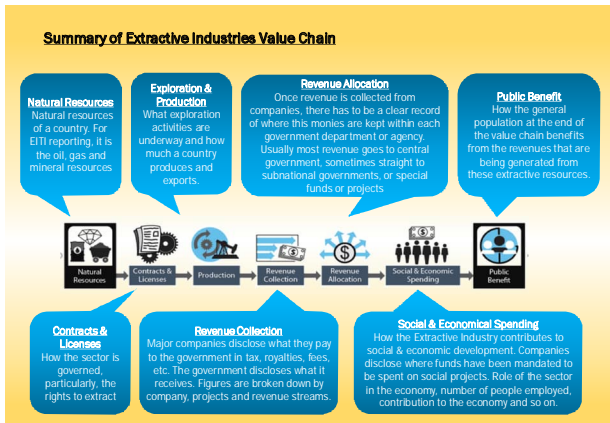 Summary of Extractive Industries Value Chain
Natural Resources
Natural resources
of a country. For
EITI reporting, it is
the oil, gas and
mineral resources
Exploration &
Production
What exploration
activities are
underway and how
much a country
produces and
exports.
Revenue Allocation
Once revenue is collected from
companies, there has to be a clear record
of where this monies are kept within each
government department or agency.
Usually most revenue goes to central
government, sometimes straight to
subnational governments, or special
funds or projects
Public Benefit
How the general
population at the end of
the value chain benefits
from the revenues that are
being generated from
these extractive resources.
Natural
Resources
Contracts &
Licenses
Production
Revenue
Collection
Revenue
Allocation
Social & Economic
Spending
Public
Benefit
Contracts &
Licenses
How the sector is
governed,
particularly, the
rights to extract
Revenue Collection
Major companies disclose what they pay
to the government in tax, royalties, fees,
etc. The government discloses what it
receives. Figures are broken down by
company, projects and revenue streams.
Social & Economical Spending
How the Extractive Industry contributes to
social & economic development. Companies
disclose where funds have been mandated to
be spent on social projects. Role of the sector
in the economy, number of people employed,
contribution to the economy and so on.